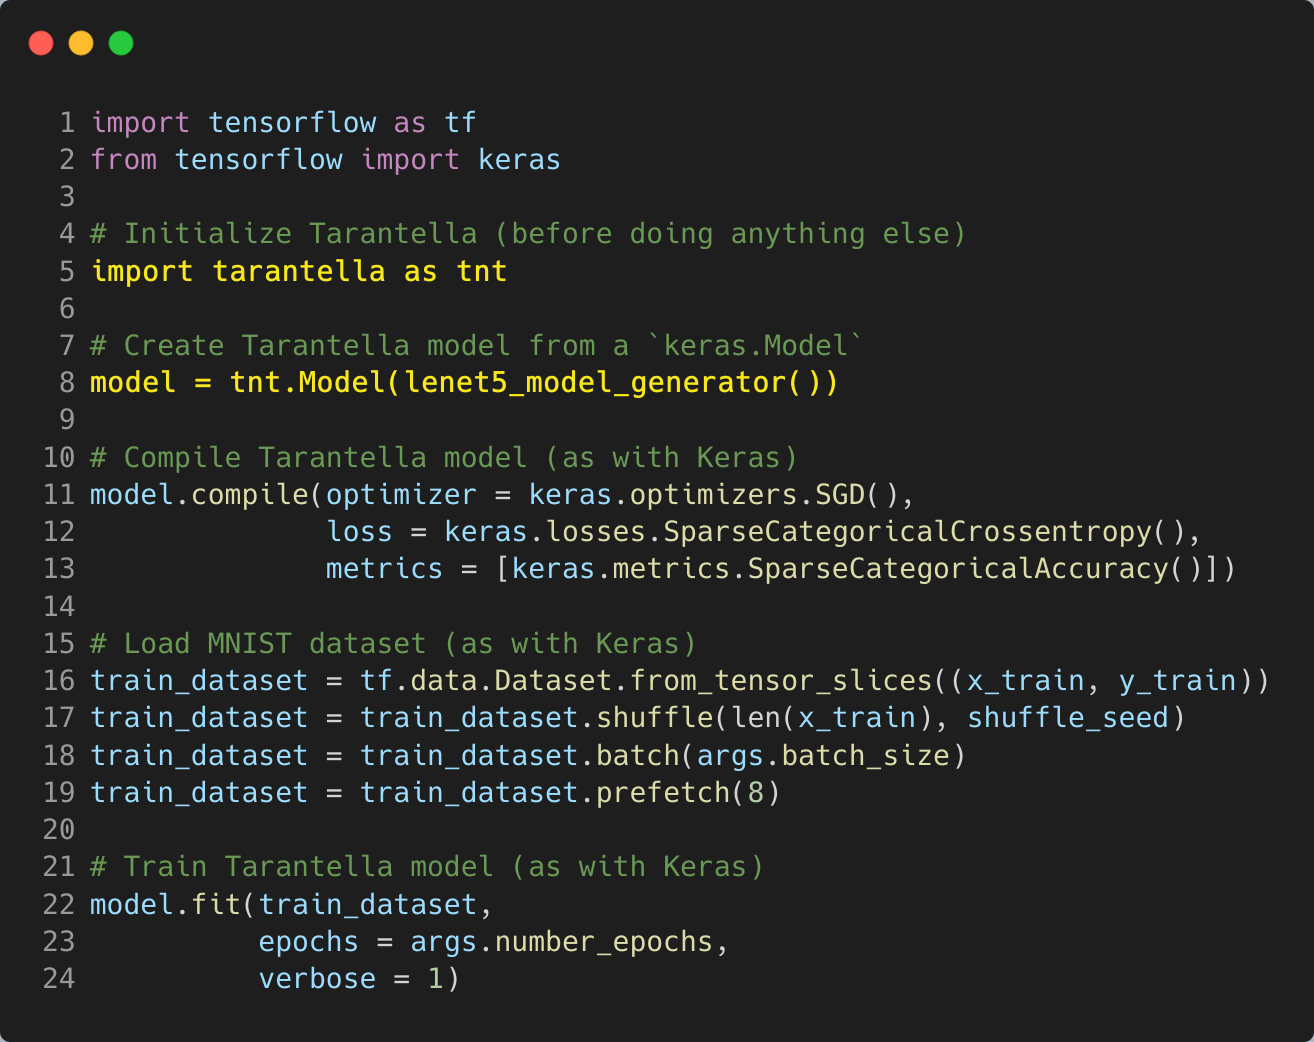 1 import tensorflow as tf
2 from tensorflow import keras
3
4 # Initialize Tarantella (before doing anything else)
5 import tarantella as tnt
6
7 # Create Tarantella model from a `keras.Model`
8 model = tnt.Model(lenet5_model_generator())
9
10 # Compile Tarantella model (as with Keras)
11 model.compile(optimizer = keras.optimizers.SGD(),
12               loss = keras.losses.SparseCategoricalCrossentropy(),
13               metrics = [keras.metrics.SparseCategoricalAccuracy()])
14
15 # Load MNIST dataset (as with Keras)
16 train_dataset = tf.data.Dataset.from_tensor_slices((x_train, y_train))
17 train_dataset = train_dataset.shuffle(len(x_train), shuffle_seed)
18 train_dataset = train_dataset.batch(args.batch_size)
19 train_dataset = train_dataset.prefetch(8)
20
21 # Train Tarantella model (as with Keras)
22 model.fit(train_dataset,
23           epochs = args.number_epochs,
24           verbose = 1)